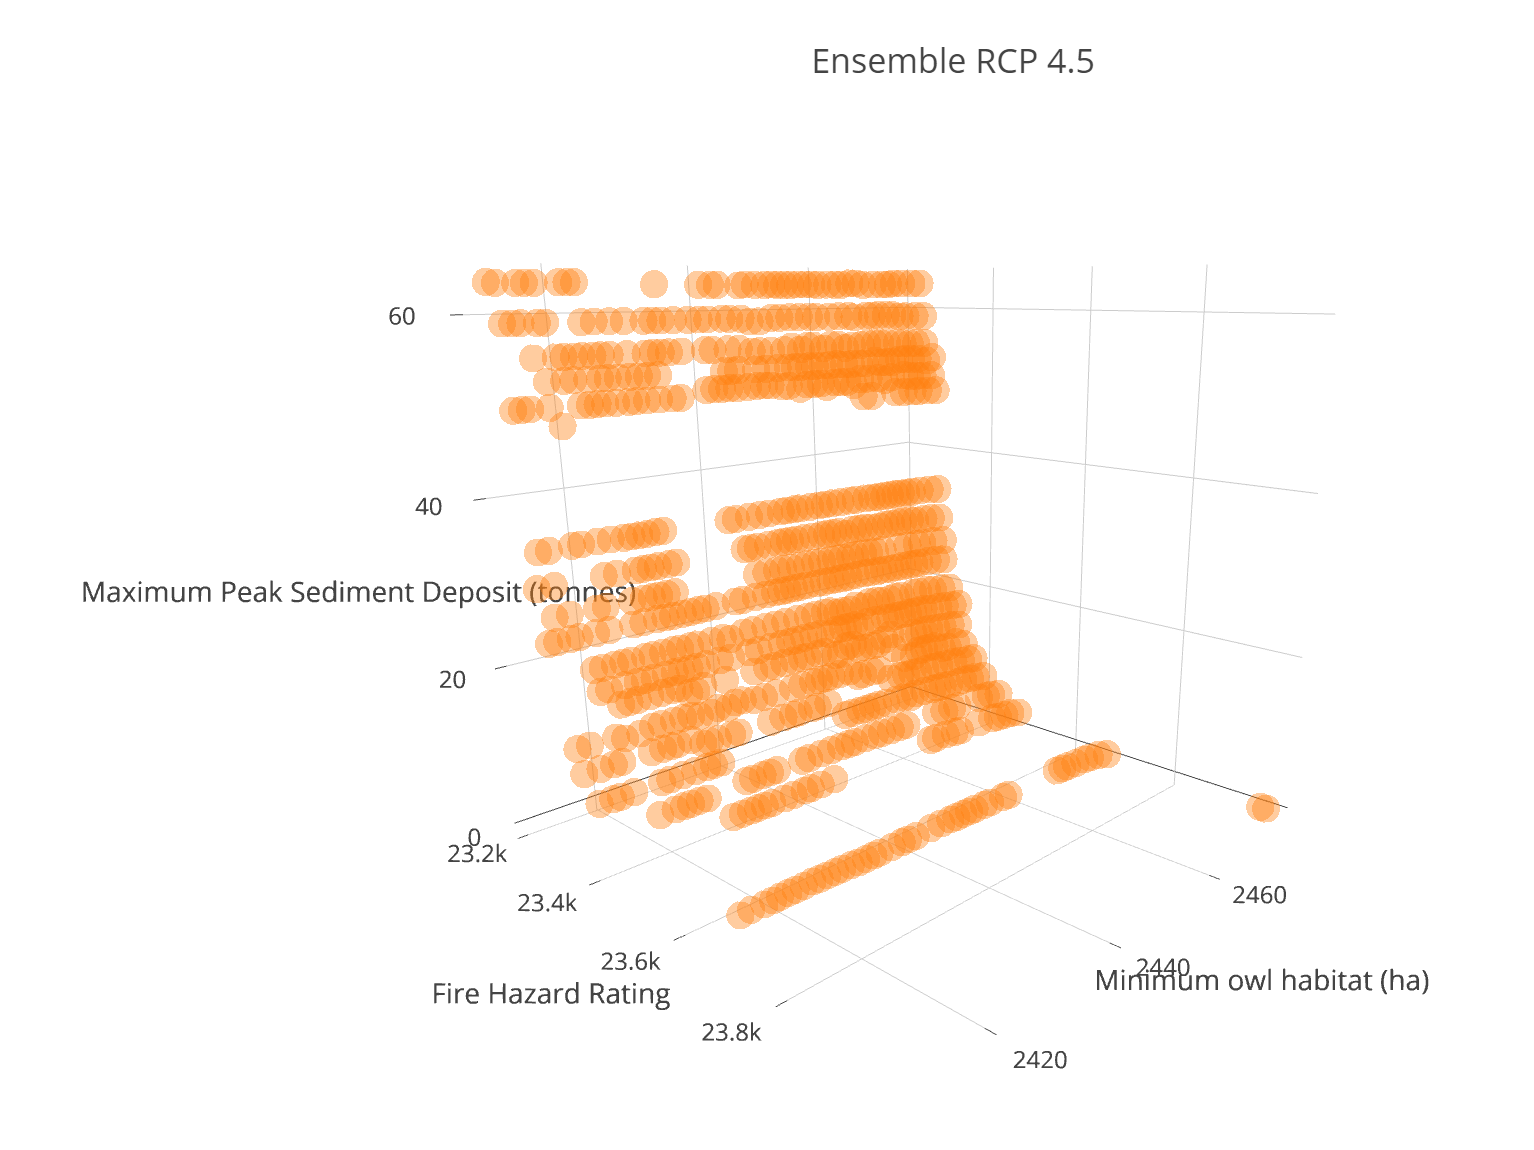 Ensemble RCP 4.5
60
40
Maximum Peak Sediment Deposit (tonnes)
20
0
23.2k
23.4k
2460
23.6k
2440
Minimum owl habitat (ha)
Fire Hazard Rating
23.8k
2420